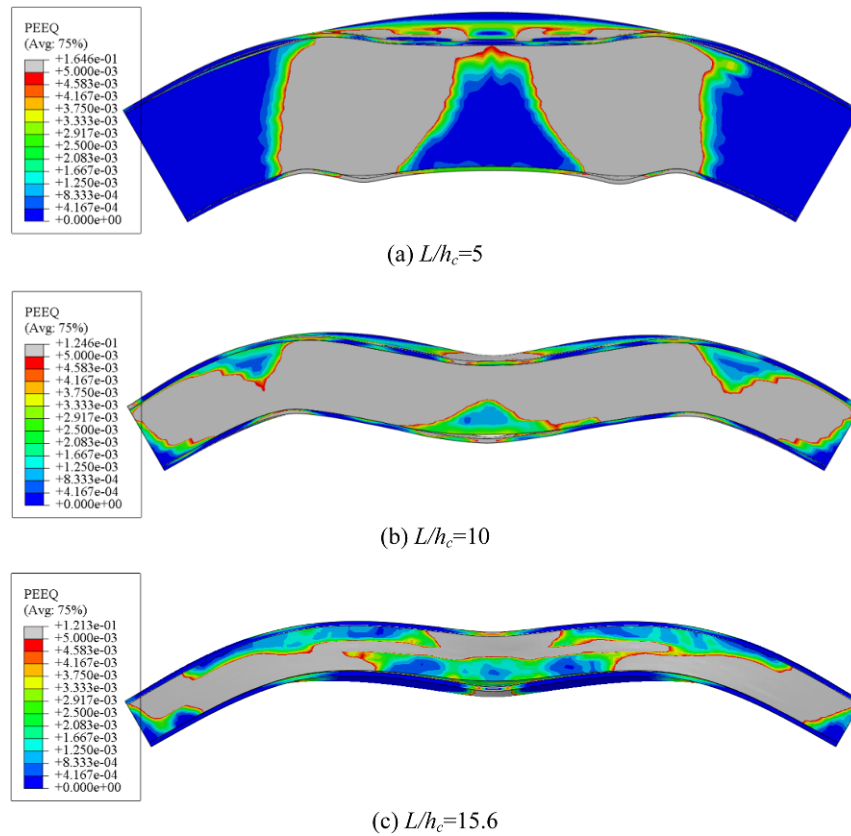 PEEQ
(Avg: 75%)
+1.646e-01
+5.000e-03
+4.583e-03
+4.167e-03
+3.750e-03
+3.333e-03
+2.917e-03
+2.500e-03
+2.083e-03
+1.667e-03
+1.250e-03
+8.333e-04
+4.167e-04
+0.000e+00
(a) L/hc=5
PEEQ
(Avg: 75%)
+1.246e-01
+5.000e-03
+4.583e-03
+4.167e-03
+3.750e-03
+3.333e-03
+2.917e-03
+2.500e-03
+2.083e-03
+1.667e-03
+1.250e-03
+8.333e-04
+4.167e-04
+0.000e+00
(b) L/hc=10
PEEQ
(Avg: 75%)
+1.213e-01
+5.000e-03
+4.583e-03
+4.167e-03
+3.750e-03
+3.333e-03
+2.917e-03
+2.500e-03
+2.083e-03
+1.667e-03
+1.250e-03
+8.333e-04
+4.167e-04
+0.000e+00
(c) L/hc=15.6